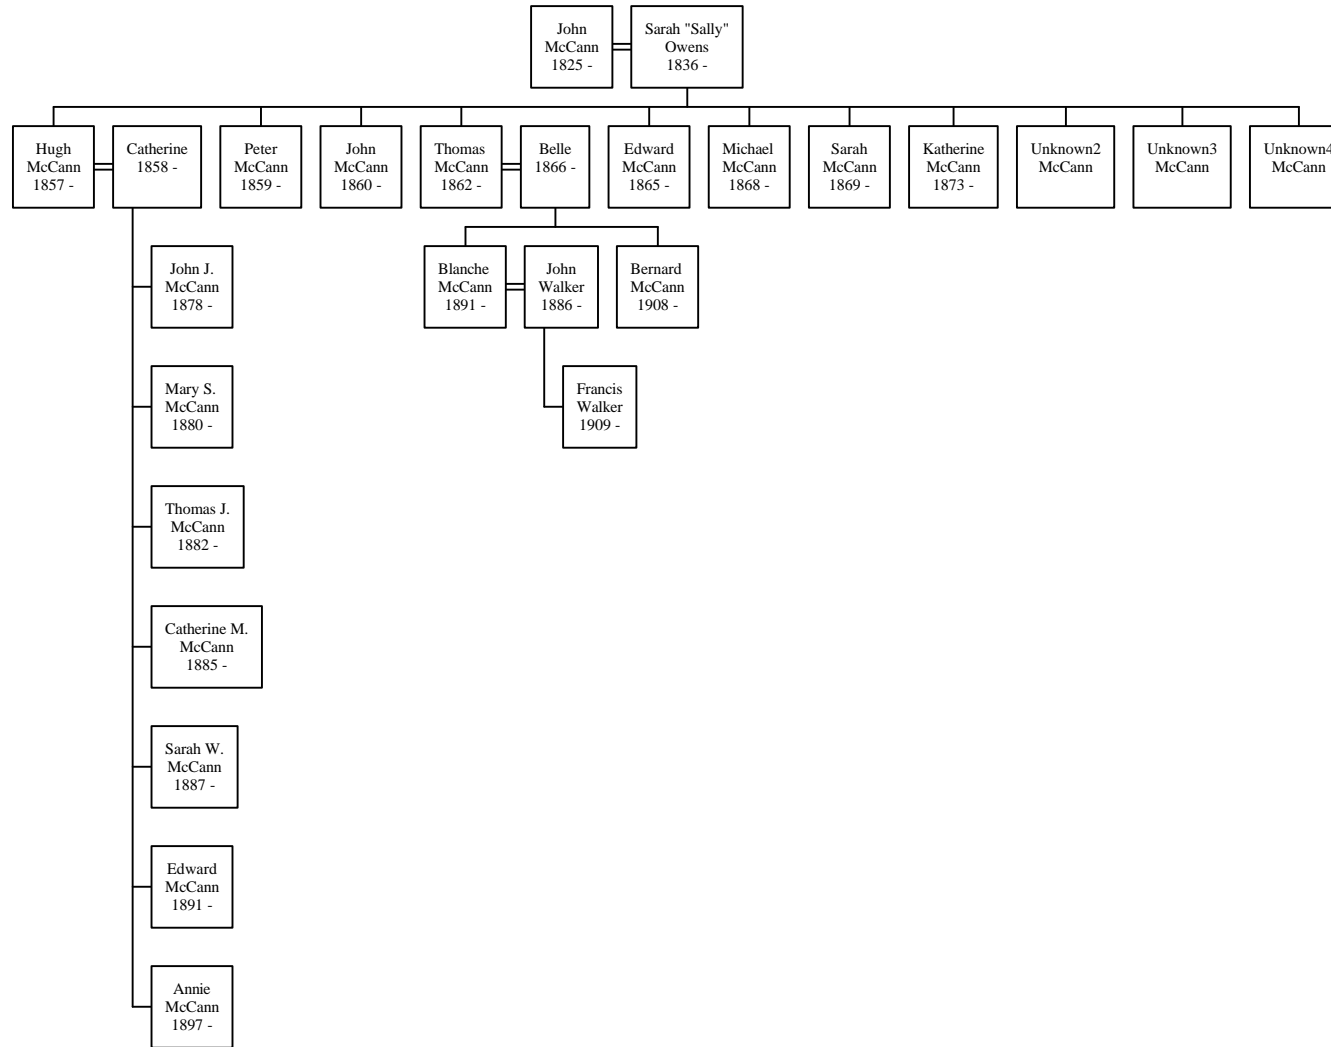 John
McCann
1825 -
Sarah "Sally"
Owens
1836 -
Hugh
McCann
1857 -
Catherine
1858 -
Peter
McCann
1859 -
John
McCann
1860 -
Thomas
McCann
1862 -
Belle
1866 -
Edward
McCann
1865 -
Michael
McCann
1868 -
Sarah
McCann
1869 -
Katherine
McCann
1873 -
Unknown2
McCann
Unknown3
McCann
Unknown4
McCann
John J.
McCann
1878 -
Blanche
McCann
1891 -
John
Walker
1886 -
Bernard
McCann
1908 -
Mary S.
McCann
1880 -
Francis
Walker
1909 -
Thomas J.
McCann
1882 -
Catherine M.
McCann
1885 -
Sarah W.
McCann
1887 -
Edward
McCann
1891 -
Annie
McCann
1897 -